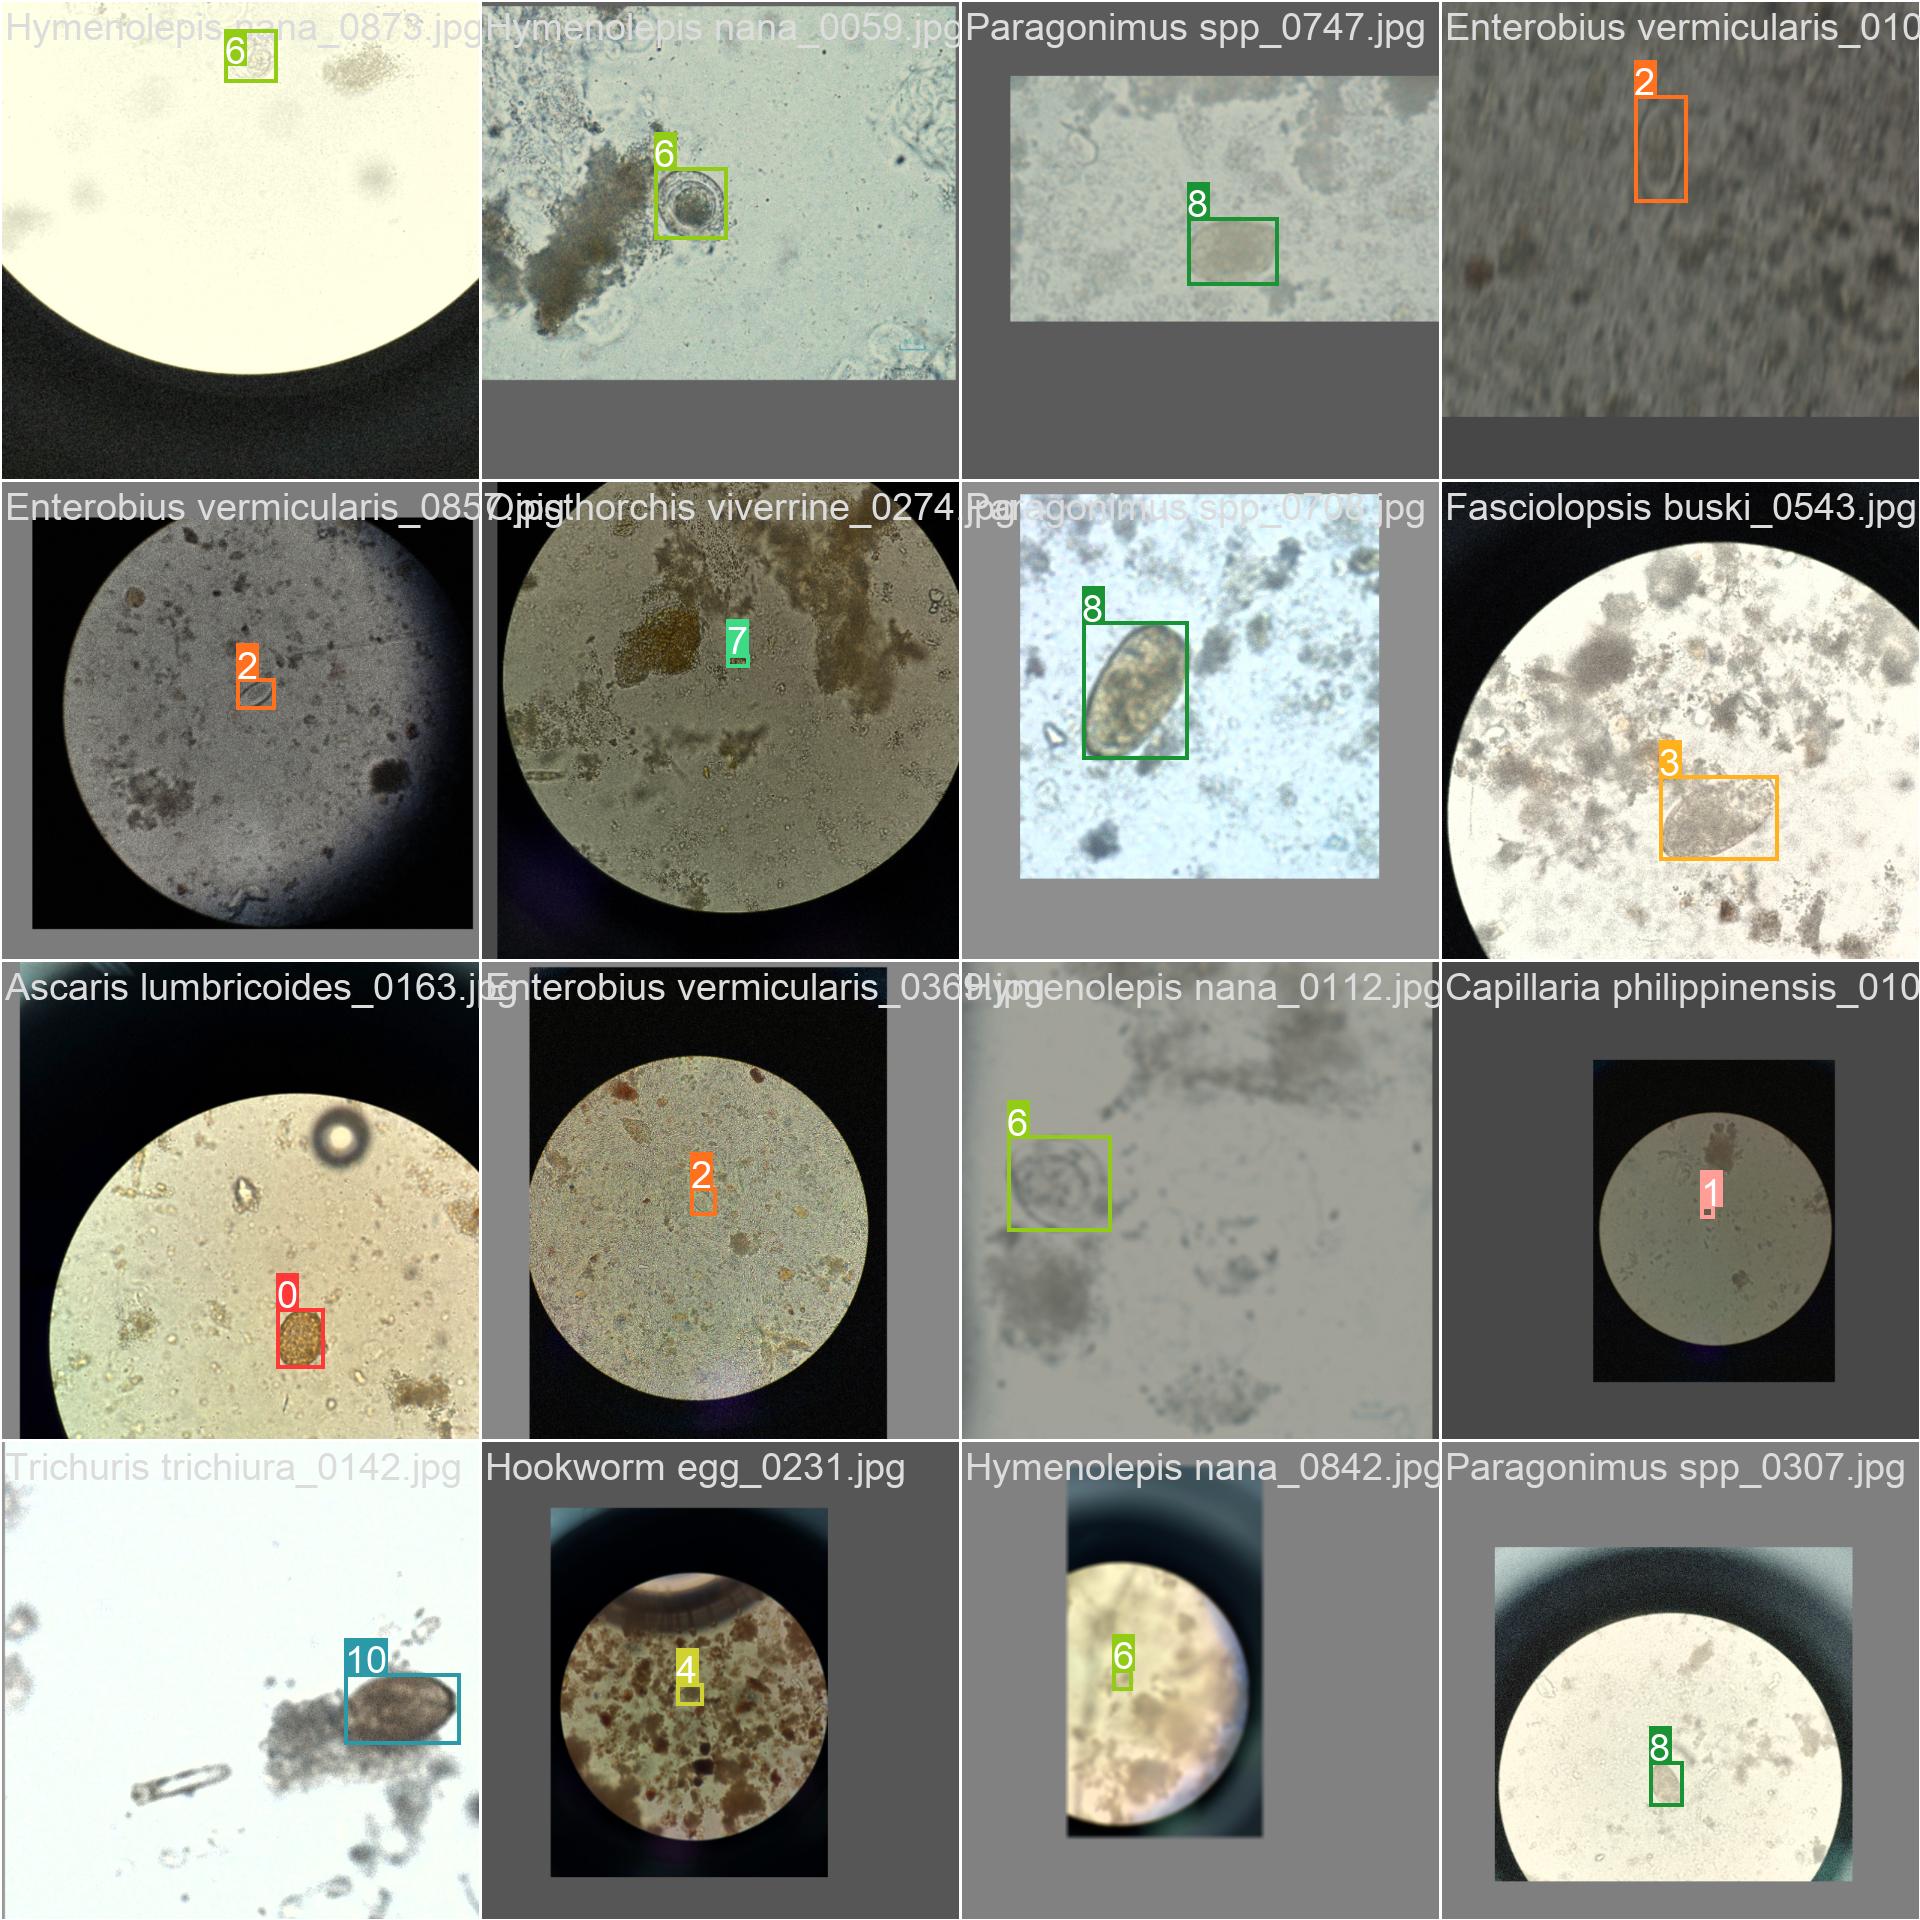 Hymenolepis nana_0873.jpg
6
Hymenolepis nana_0059.jpg
6
Paragonimus spp_0747.jpg
8
Enterobius vermicularis_010
2
Enterobius vermicularis_0857.jpg
2
Opisthorchis viverrine_0274.jpg
7
Paragonimus spp_0708.jpg
8
Fasciolopsis buski_0543.jpg
3
Ascaris lumbricoides_0163.jpg
0
Enterobius vermicularis_0369.jpg
2
Hymenolepis nana_0112.jpg
6
Capillaria philippinensis_010
1
Trichuris trichiura_0142.jpg
10
Hookworm egg_0231.jpg
4
Hymenolepis nana_0842.jpg
6
Paragonimus spp_0307.jpg
8